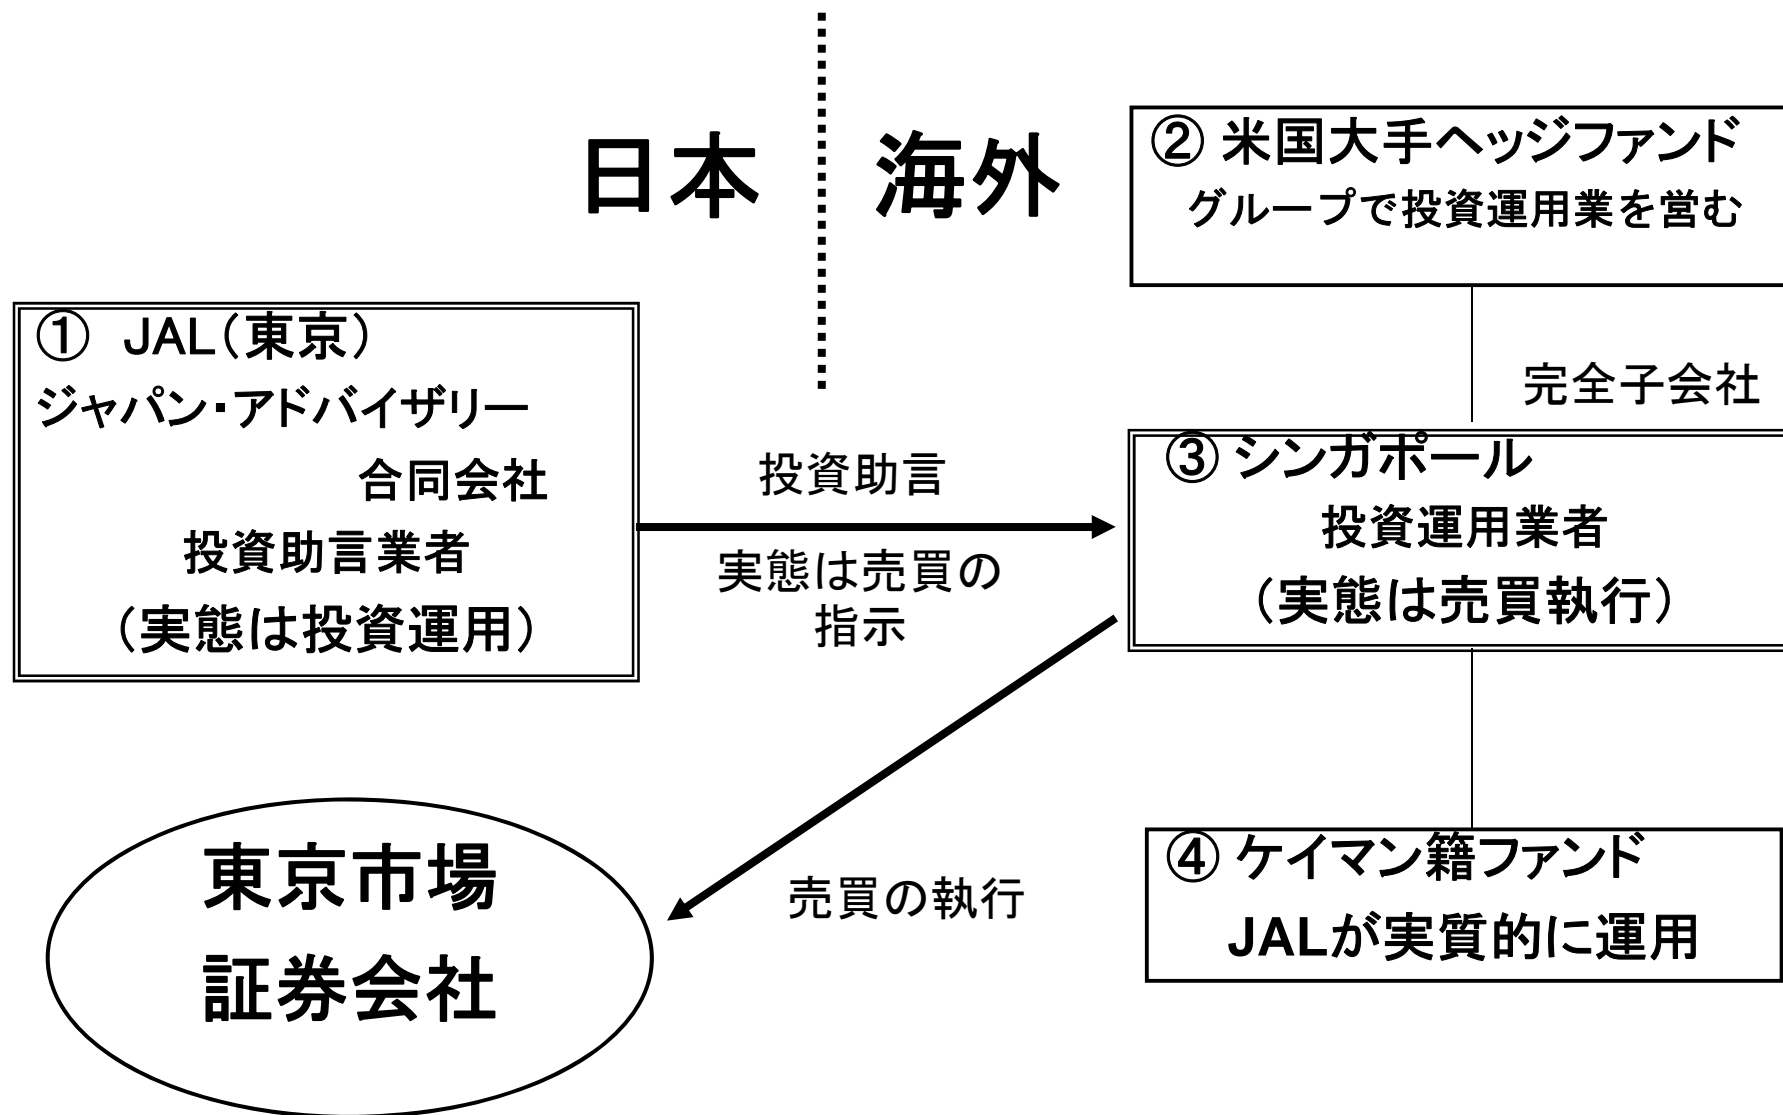 日本
海外
② 米国大手ヘッジファンド
グループで投資運用業を営む
① JAL(東京)
ジャパン・アドバイザリー
合同会社
投資助言業者
(実態は投資運用)
完全子会社
投資助言
実態は売買の
指示
③ シンガポール
投資運用業者
(実態は売買執行)
東京市場
証券会社
売買の執行
④ ケイマン籍ファンド
JALが実質的に運用